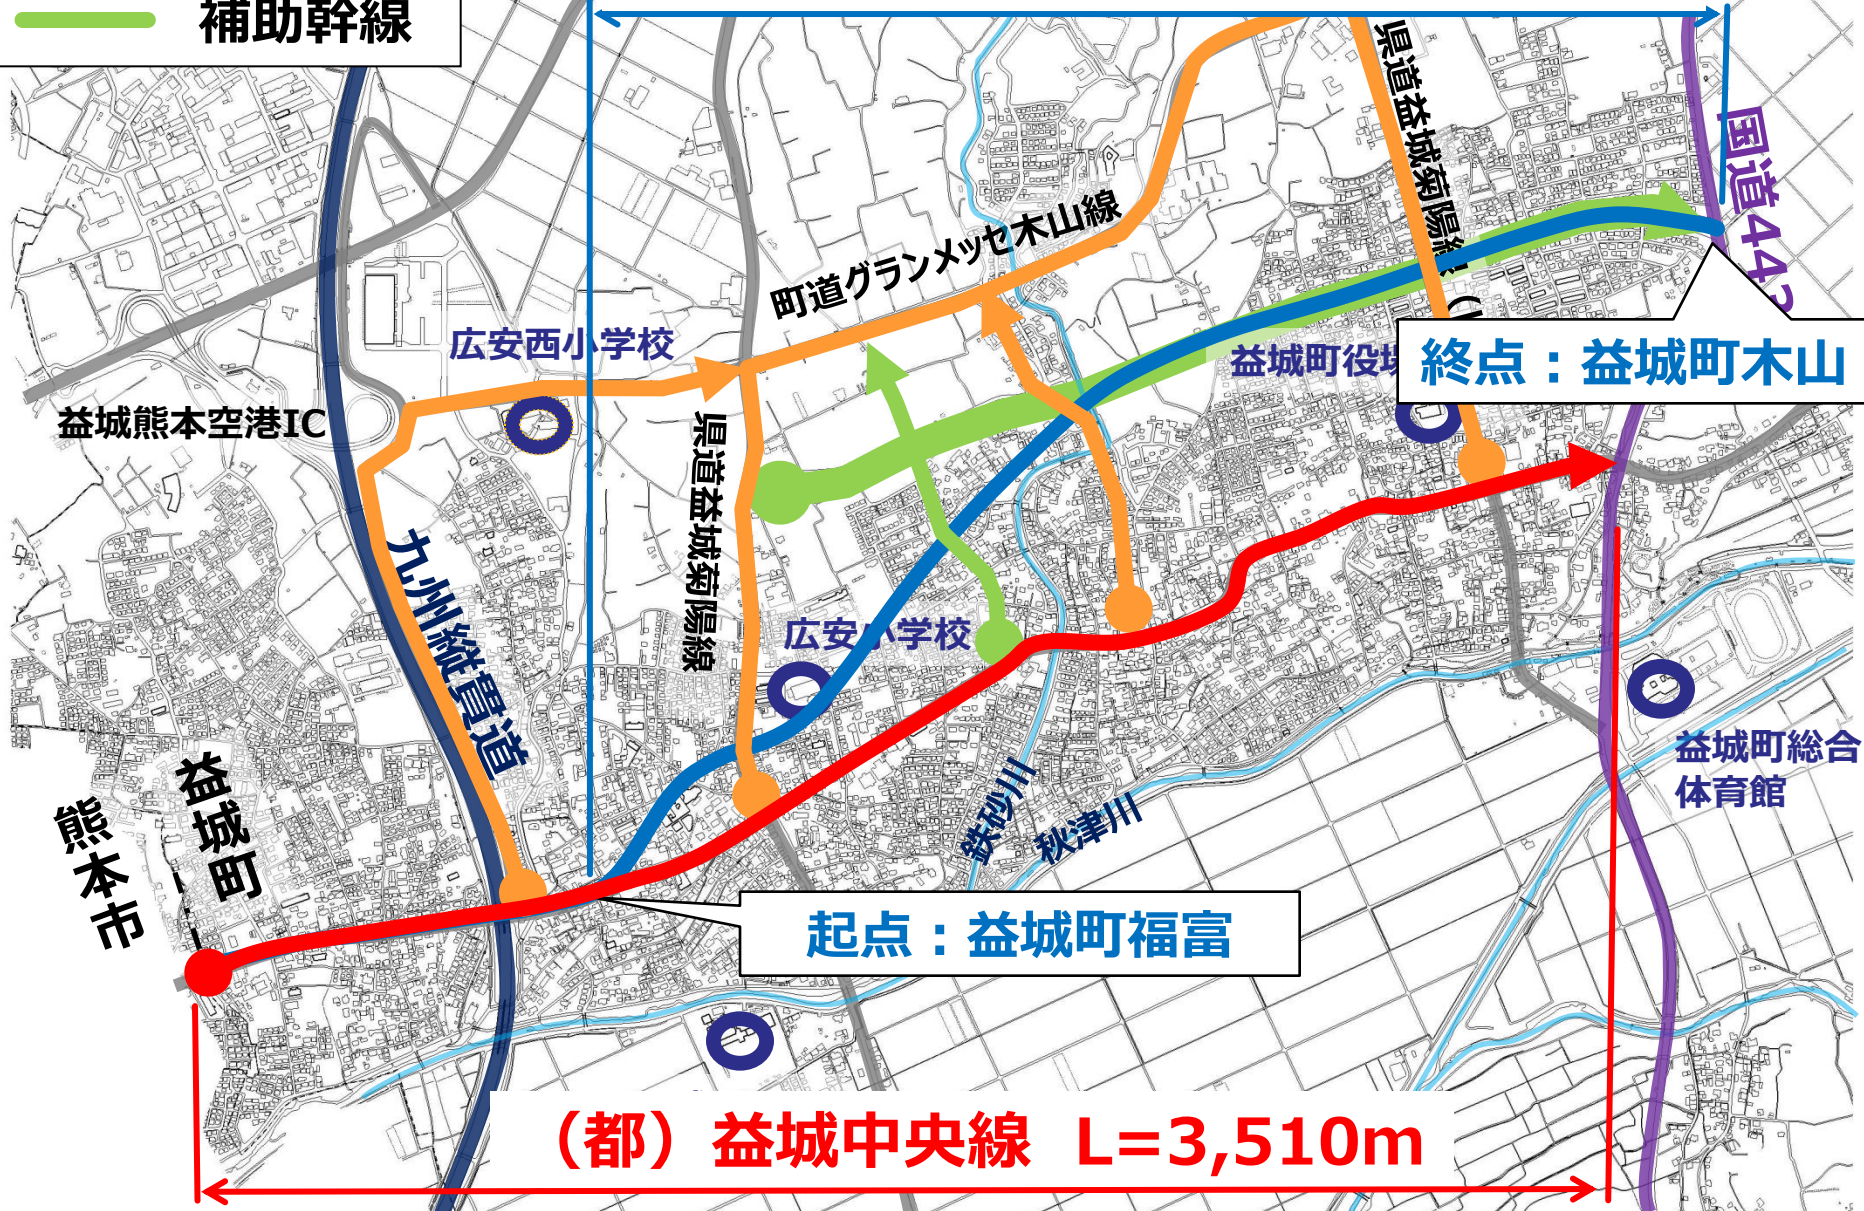 補助幹線
県道益城菊陽線
国道443
町道グランメッセ木山線
広安西小学校
益城町役場
終点：益城町木山
益城熊本空港IC
県道益城菊陽線
九州縦貫道
広安小学校
益城町総合
体育館
益城町
熊本市
鉄砂川
秋津川
起点：益城町福富
（都）益城中央線 L=3,510m